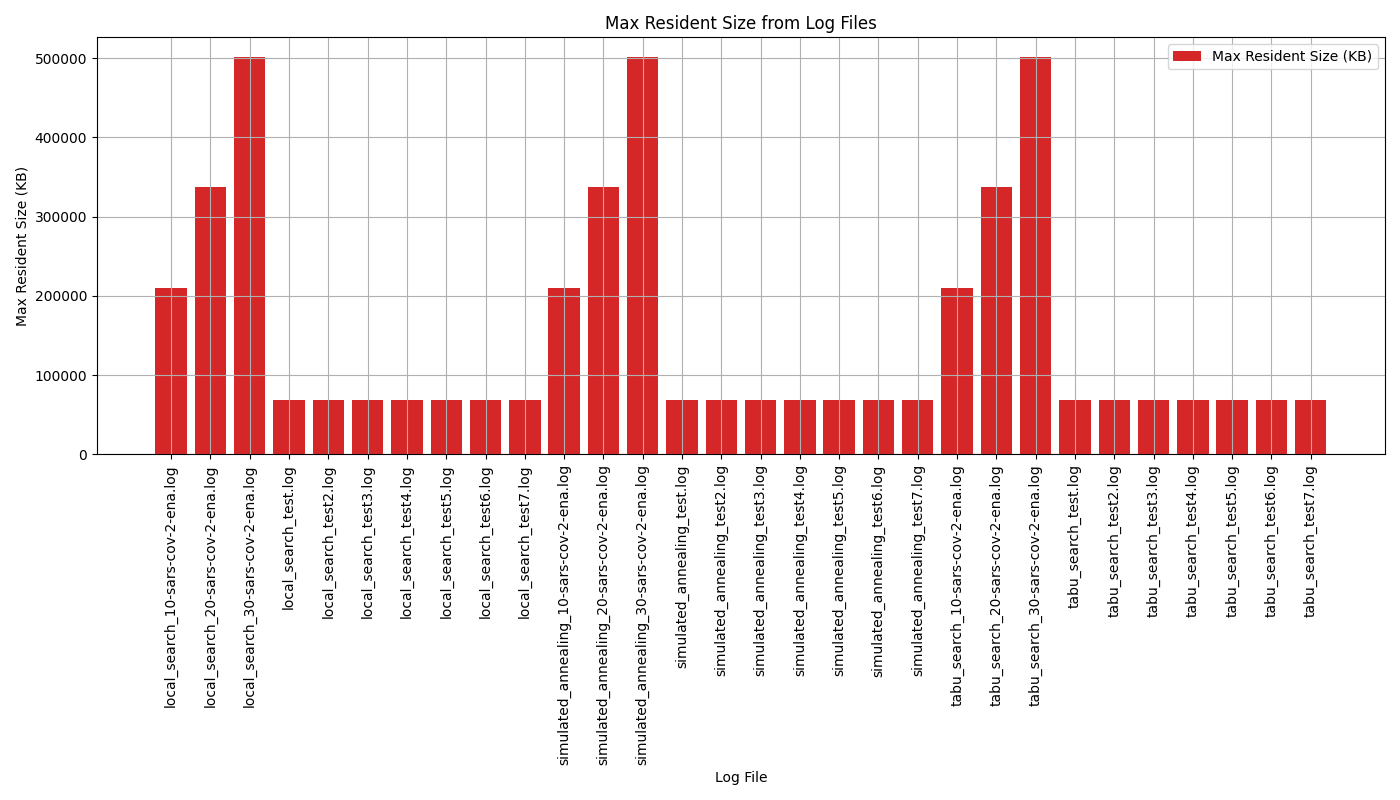 Max Resident Size from Log Files
Max Resident Size (KB)
Max Resident Size (KB)
500000
400000
300000
200000
100000
0
local_search_10-sars-cov-2-ena.log
local_search_20-sars-cov-2-ena.log
local_search_30-sars-cov-2-ena.log
local_search_test.log
local_search_test2.log
local_search_test3.log
local_search_test4.log
local_search_test5.log
local_search_test6.log
local_search_test7.log
simulated_annealing_10-sars-cov-2-ena.log
simulated_annealing_20-sars-cov-2-ena.log
simulated_annealing_30-sars-cov-2-ena.log
simulated_annealing_test.log
simulated_annealing_test2.log
simulated_annealing_test3.log
simulated_annealing_test4.log
simulated_annealing_test5.log
simulated_annealing_test6.log
simulated_annealing_test7.log
tabu_search_10-sars-cov-2-ena.log
tabu_search_20-sars-cov-2-ena.log
tabu_search_30-sars-cov-2-ena.log
tabu_search_test.log
tabu_search_test2.log
tabu_search_test3.log
tabu_search_test4.log
tabu_search_test5.log
tabu_search_test6.log
tabu_search_test7.log
Log File